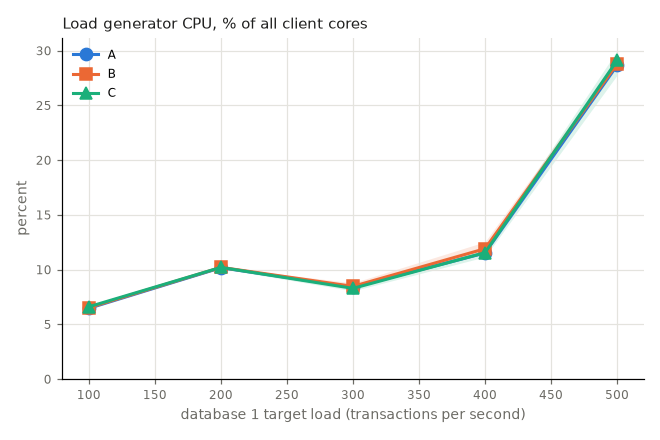 Load generator CPU, % of all client cores
A
B
C
percent
30
25
20
15
10
5
0
100 150 200 250 300 350 400 450 500
database 1 target load (transactions per second)